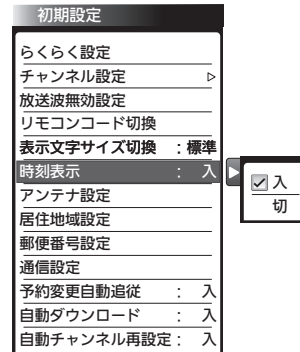 初期設定
らくらく設定
チャンネル設定
放送波無効設定
リモコンコード切換
表示文字サイズ切換 : 標準
時刻表示 : 入
入
切
アンテナ設定
居住地域設定
郵便番号設定
通信設定
予約変更自動追従 : 入
自動ダウンロード : 入
自動チャンネル再設定 : 入